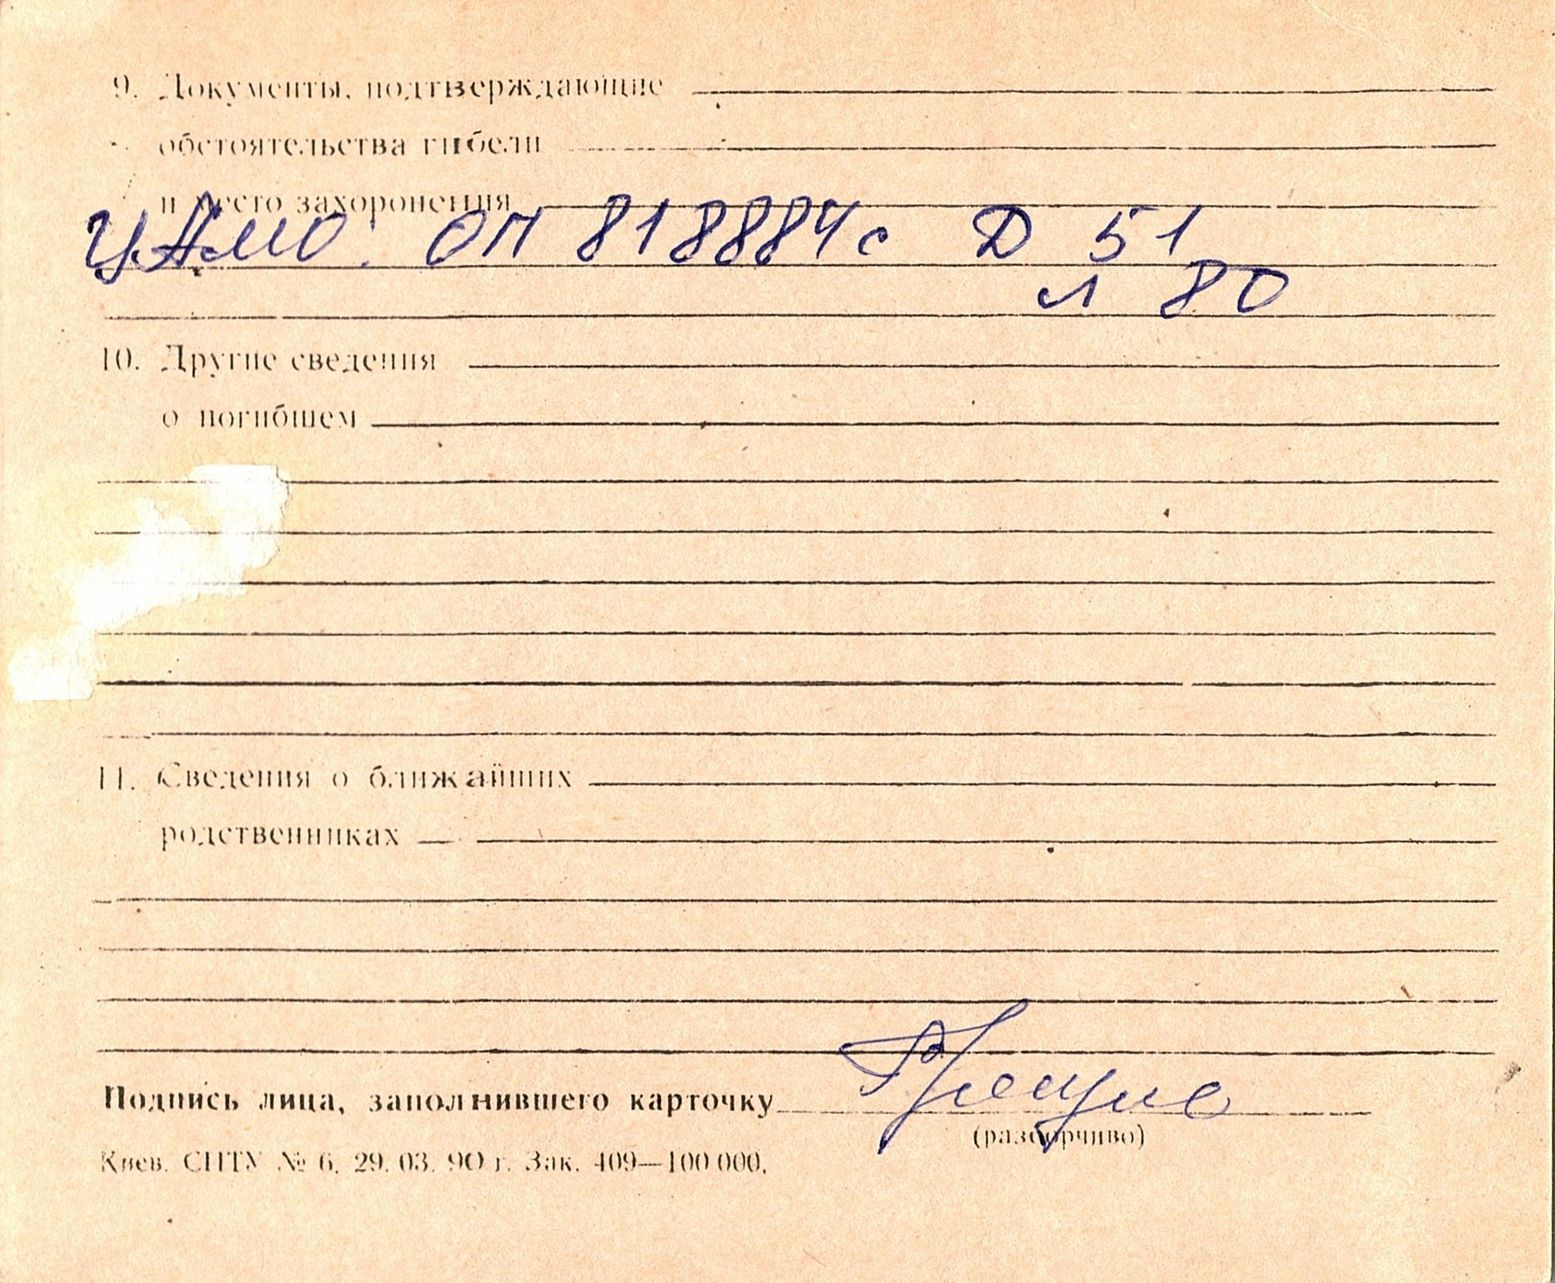 9. Документы, подтверждающие
обстоятельства гибели
и место захоронения
ЦАМО: ОП 818884с Д 51
л 80
10. Другие сведения
о погибшем
11. Сведения о ближайших
родственниках
Подпись лица, заполнившего карточку
(разборчиво)
Киев. СПТУ № 6. 29. 03. 90 г. Зак. 409—100 000.